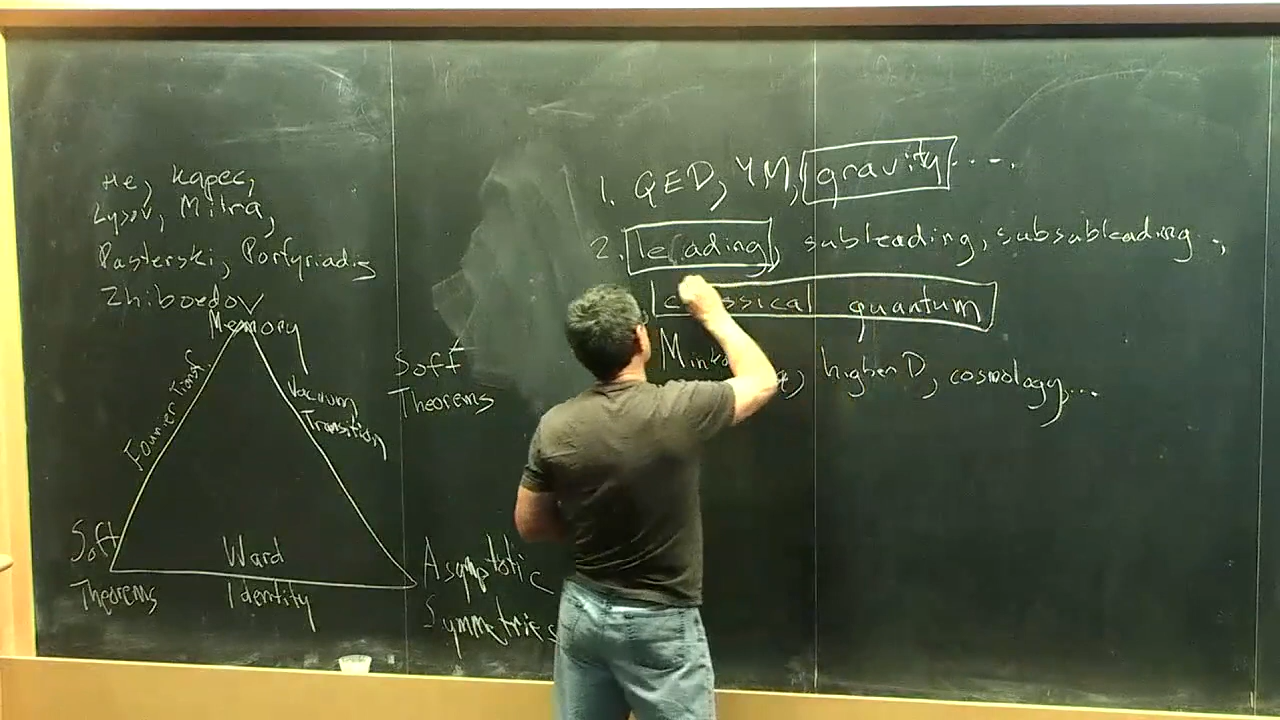 He, Kapec,
Lysov, Mitra,
Pasterski, Porfyriadis
Zhiboedov
Memory
Fourier Transf
Vacuum
Transition
Soft
Theorems
Ward
Identity
Asymptotic
Symmetries
Soft
Theorems
1. QED, YM, gravity ....
2. leading, subleading, subsubleading ..,
classical quantum
higher D, cosmology,...